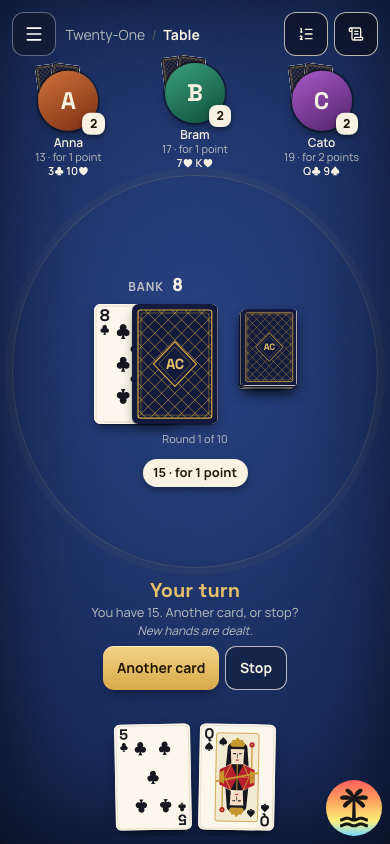 Twenty-One / Table
A
B
C
2
2
2
Anna
Bram
Cato
13 · for 1 point
17 · for 1 point
19 · for 2 points
3♣ 10♥
7♥ K♥
Q♣ 9♠
BANK 8
8
AC
AC
Round 1 of 10
15 · for 1 point
Your turn
You have 15. Another card, or stop?
New hands are dealt.
Another card
Stop
5
5
Q
Q